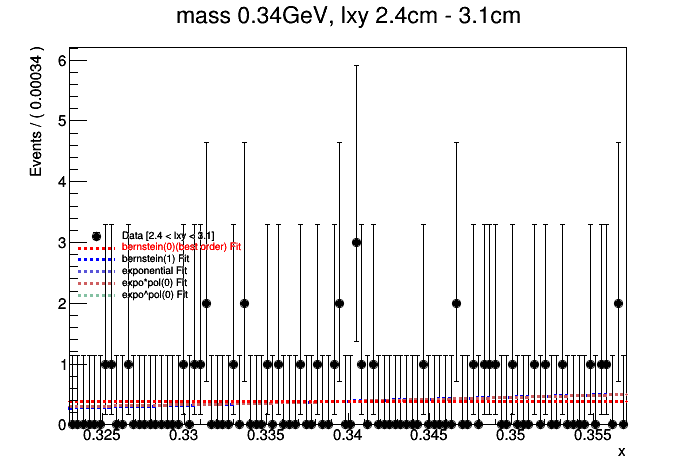 mass 0.34GeV, lxy 2.4cm - 3.1cm
Events / ( 0.00034 )
6
5
4
3
2
1
0
Data [2.4 < lxy < 3.1]
bernstein(0)(best order) Fit
bernstein(1) Fit
exponential Fit
expo*pol(0) Fit
expo^pol(0) Fit
0.325 0.33 0.335 0.34 0.345 0.35 0.355
x